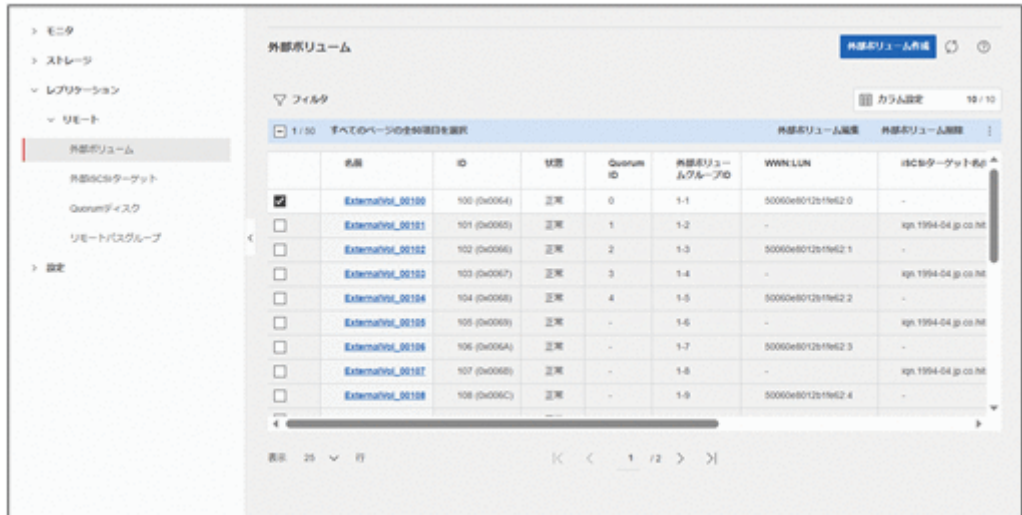 モニタ
ストレージ
レプリケーション
リモート
外部ボリューム
外部iSCSIターゲット
Quorumディスク
リモートパスグループ
設定
外部ボリューム
外部ボリューム作成
フィルタ
カラム設定 10 / 10
1 / 50 すべてのページの全50項目を選択 外部ボリューム編集 外部ボリューム削除
名前 ID 状態 Quorum ID 外部ボリュームグループID WWN:LUN iSCSIターゲット名の
ExternalVol_00100 100 (0x0064) 正常 0 1-1 50060e8012b1fe62:0 -
ExternalVol_00101 101 (0x0065) 正常 1 1-2 - iqn.1994-04.jp.co.hit
ExternalVol_00102 102 (0x0066) 正常 2 1-3 50060e8012b1fe62:1 -
ExternalVol_00103 103 (0x0067) 正常 3 1-4 - iqn.1994-04.jp.co.hit
ExternalVol_00104 104 (0x0068) 正常 4 1-5 50060e8012b1fe62:2 -
ExternalVol_00105 105 (0x0069) 正常 - 1-6 - iqn.1994-04.jp.co.hit
ExternalVol_00106 106 (0x006A) 正常 - 1-7 50060e8012b1fe62:3 -
ExternalVol_00107 107 (0x006B) 正常 - 1-8 - iqn.1994-04.jp.co.hit
ExternalVol_00108 108 (0x006C) 正常 - 1-9 50060e8012b1fe62:4 -
表示 25 行 1 / 2